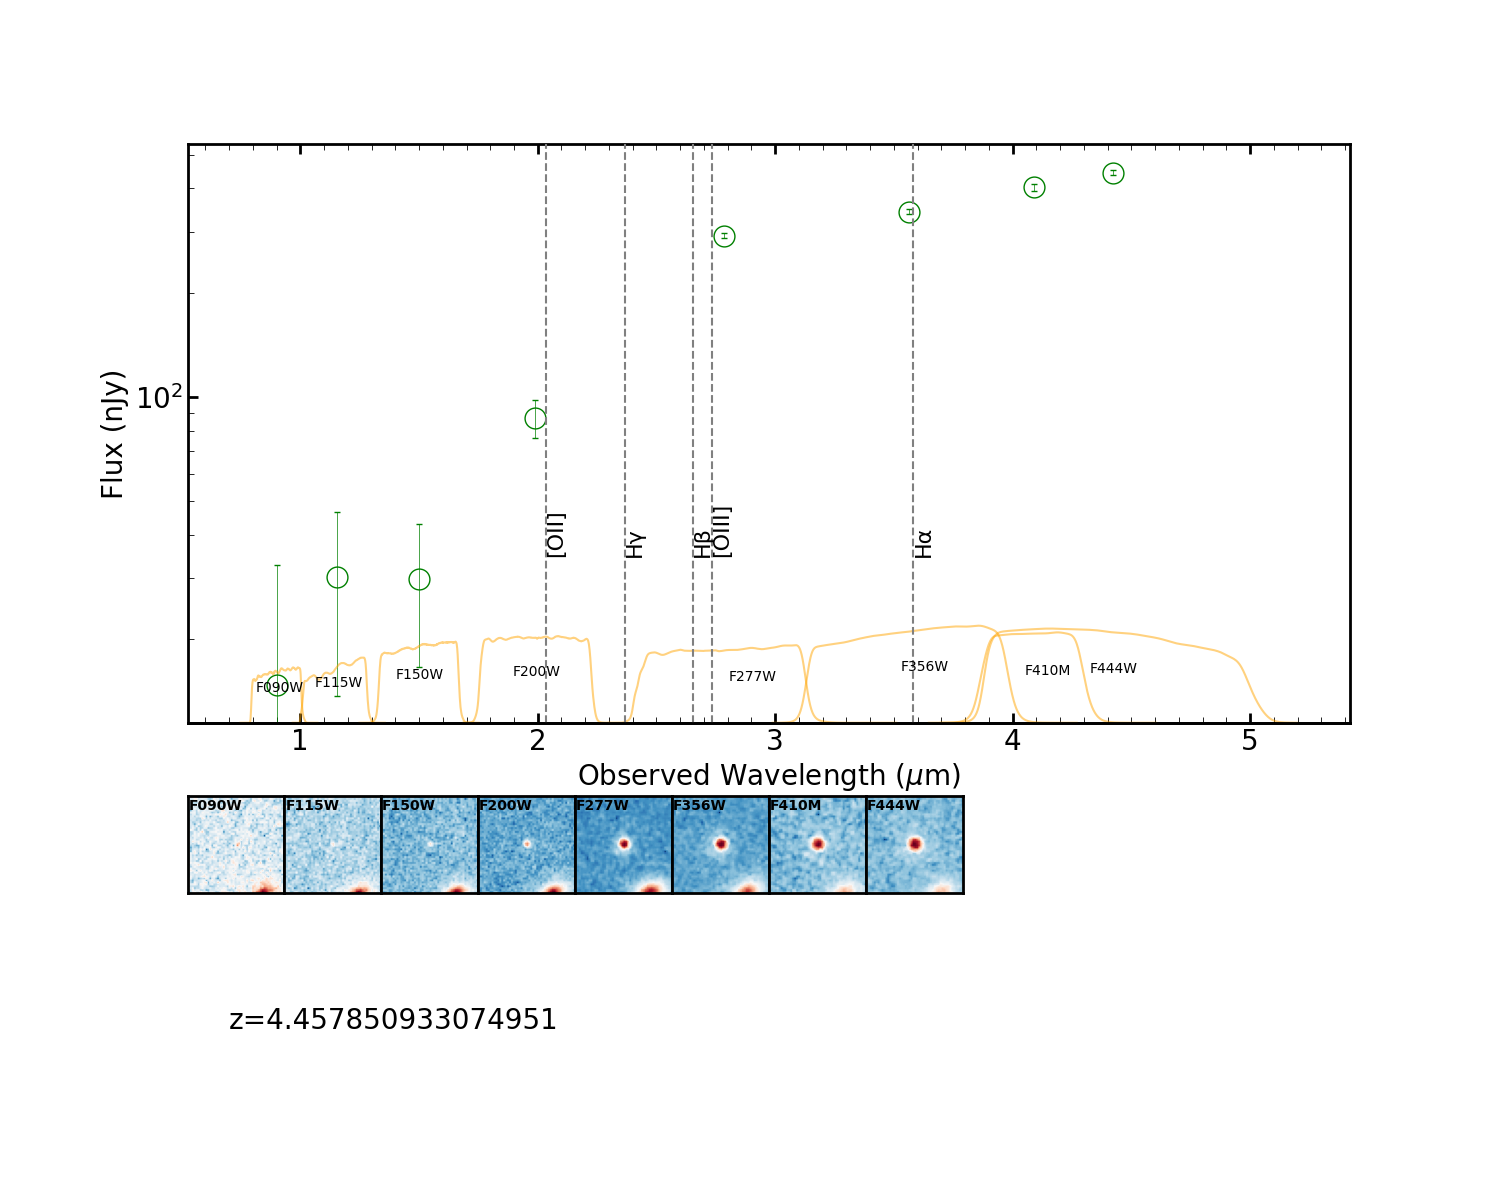 Flux (nJy)
10²
[OII]
Hγ
Hβ
[OIII]
Hα
F090W
F115W
F150W
F200W
F277W
F356W
F410M
F444W
1 2 3 4 5
Observed Wavelength (μm)
F090W F115W F150W F200W F277W F356W F410M F444W
z=4.457850933074951